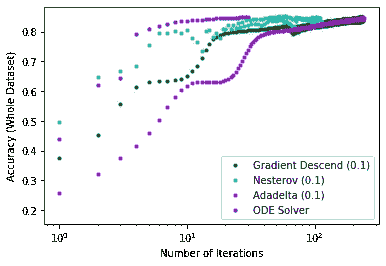 0.8
0.7
0.6
0.5
0.4
0.3
0.2
Accuracy (Whole Dataset)
Gradient Descend (0.1)
Nesterov (0.1)
Adadelta (0.1)
ODE Solver
10⁰
10¹
10²
Number of Iterations